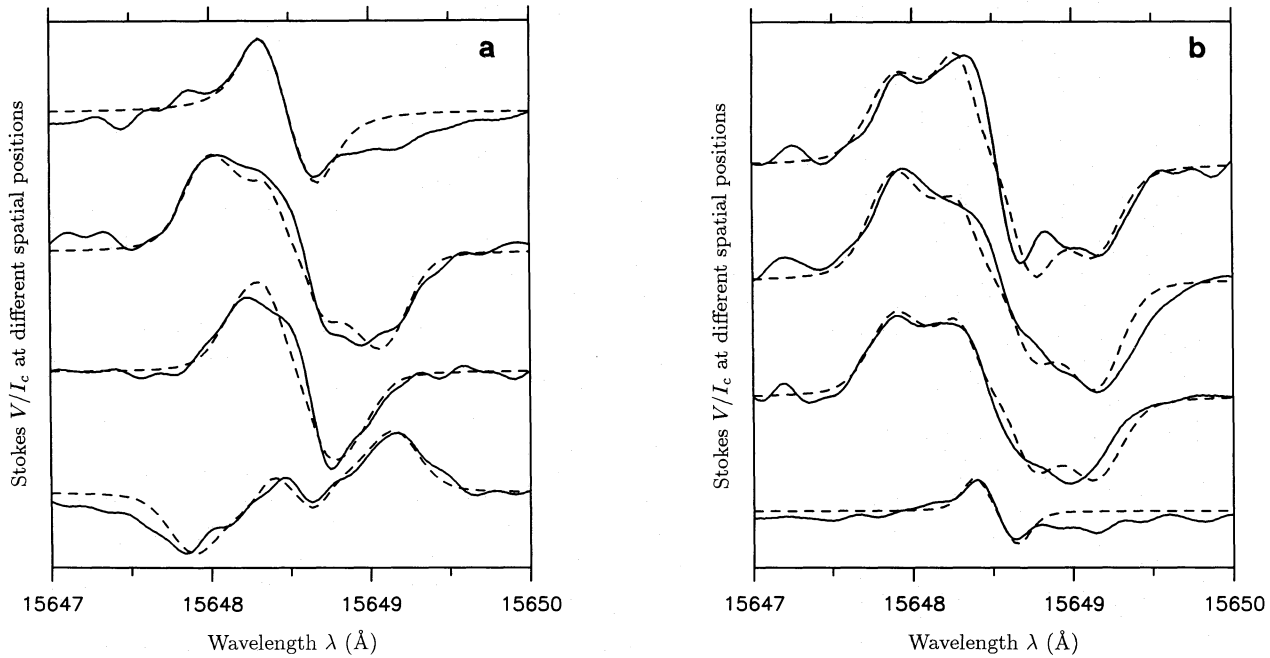 a
b
Stokes V/I_c at different spatial positions
Stokes V/I_c at different spatial positions
15647 15648 15649 15650
15647 15648 15649 15650
Wavelength λ (Å)
Wavelength λ (Å)